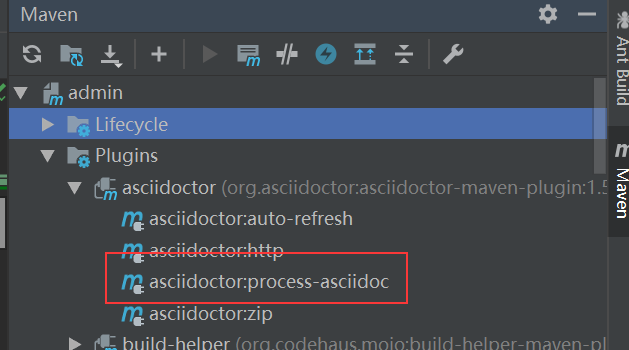 Maven
admin
Lifecycle
Plugins
asciidoctor (org.asciidoctor:asciidoctor-maven-plugin:1.5
asciidoctor:auto-refresh
asciidoctor:http
asciidoctor:process-asciidoc
asciidoctor:zip
build-helper (org.codehaus.mojo:build-helper-maven-pl
Ant Build
Maven